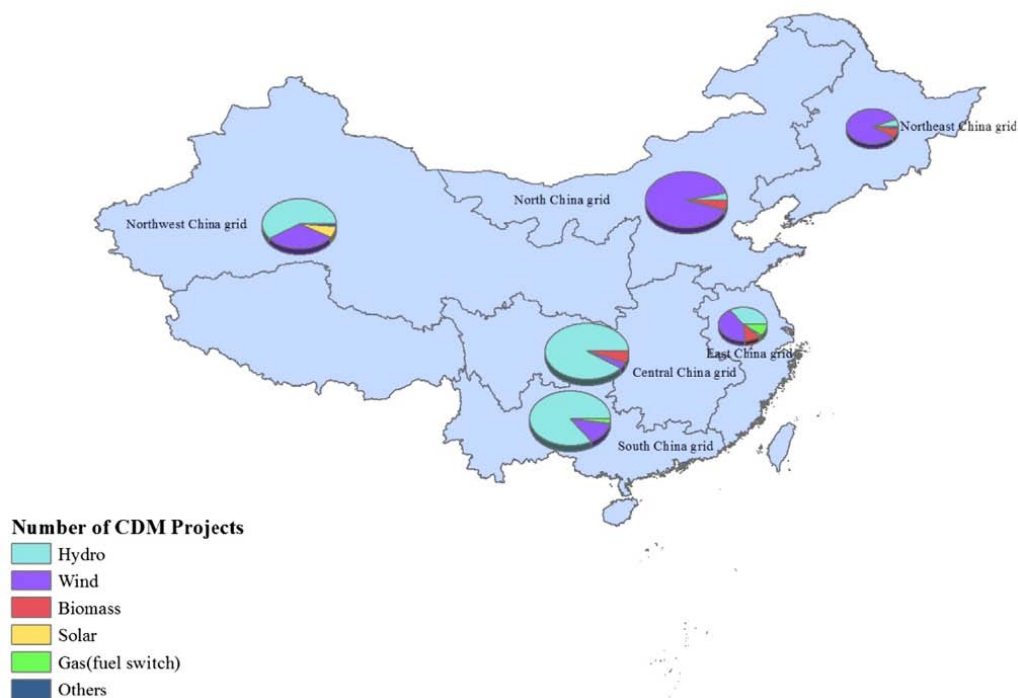 Northeast China grid
North China grid
Northwest China grid
East China grid
Central China grid
South China grid
Number of CDM Projects
Hydro
Wind
Biomass
Solar
Gas(fuel switch)
Others